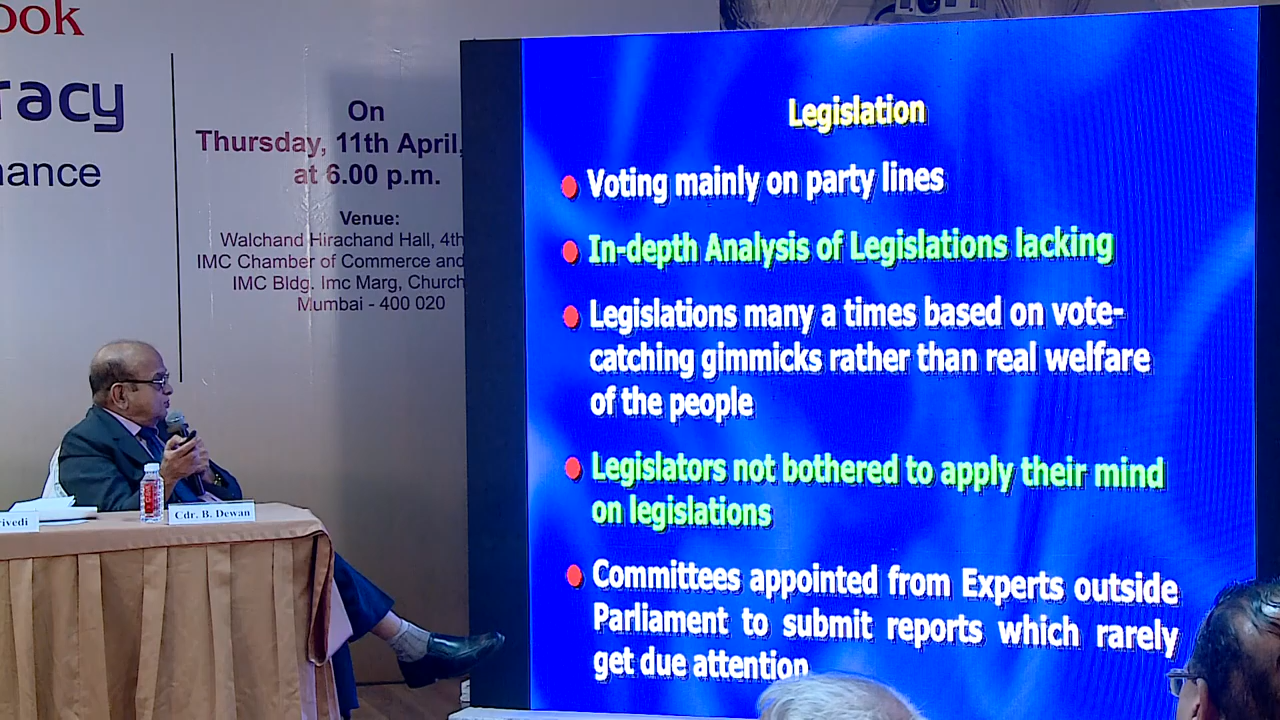 ook
racy
nance
On
Thursday, 11th April,
at 6.00 p.m.
Venue:
Walchand Hirachand Hall, 4th
IMC Chamber of Commerce and
IMC Bldg. Imc Marg, Church
Mumbai - 400 020
rivedi
Cdr. B. Dewan
Legislation
Voting mainly on party lines
In-depth Analysis of Legislations lacking
Legislations many a times based on vote-
catching gimmicks rather than real welfare
of the people
Legislators not bothered to apply their mind
on legislations
Committees appointed from Experts outside
Parliament to submit reports which rarely
get due attention